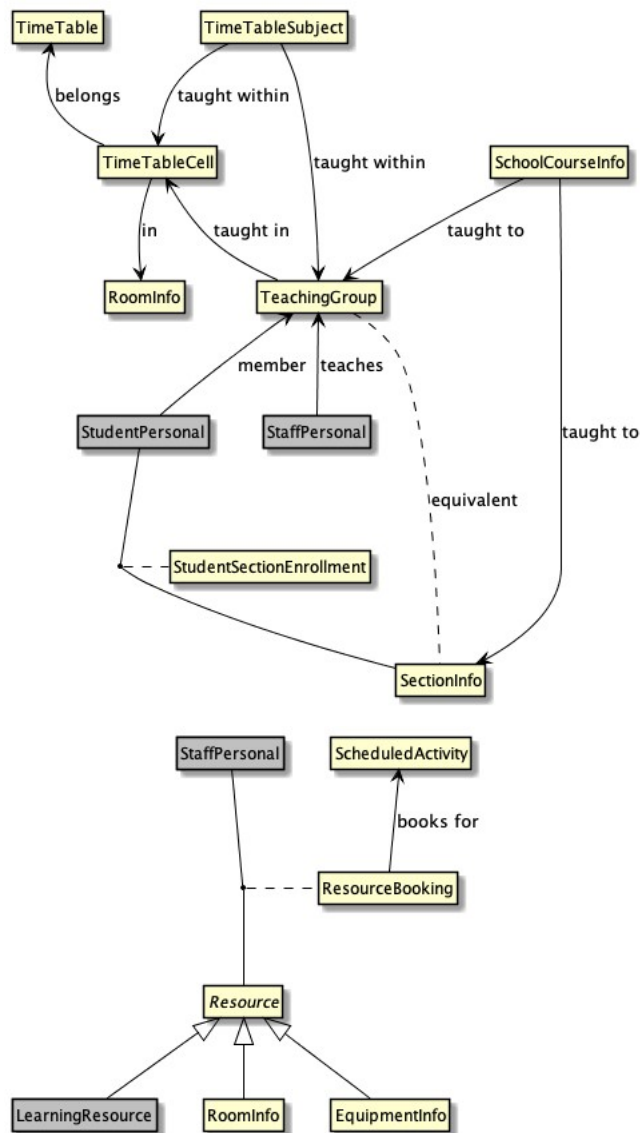 TimeTable
TimeTableSubject
belongs
taught within
TimeTableCell
taught within
SchoolCourseInfo
in
taught in
taught to
RoomInfo
TeachingGroup
member
teaches
StudentPersonal
StaffPersonal
taught to
equivalent
StudentSectionEnrollment
SectionInfo
StaffPersonal
ScheduledActivity
books for
ResourceBooking
Resource
LearningResource
RoomInfo
EquipmentInfo